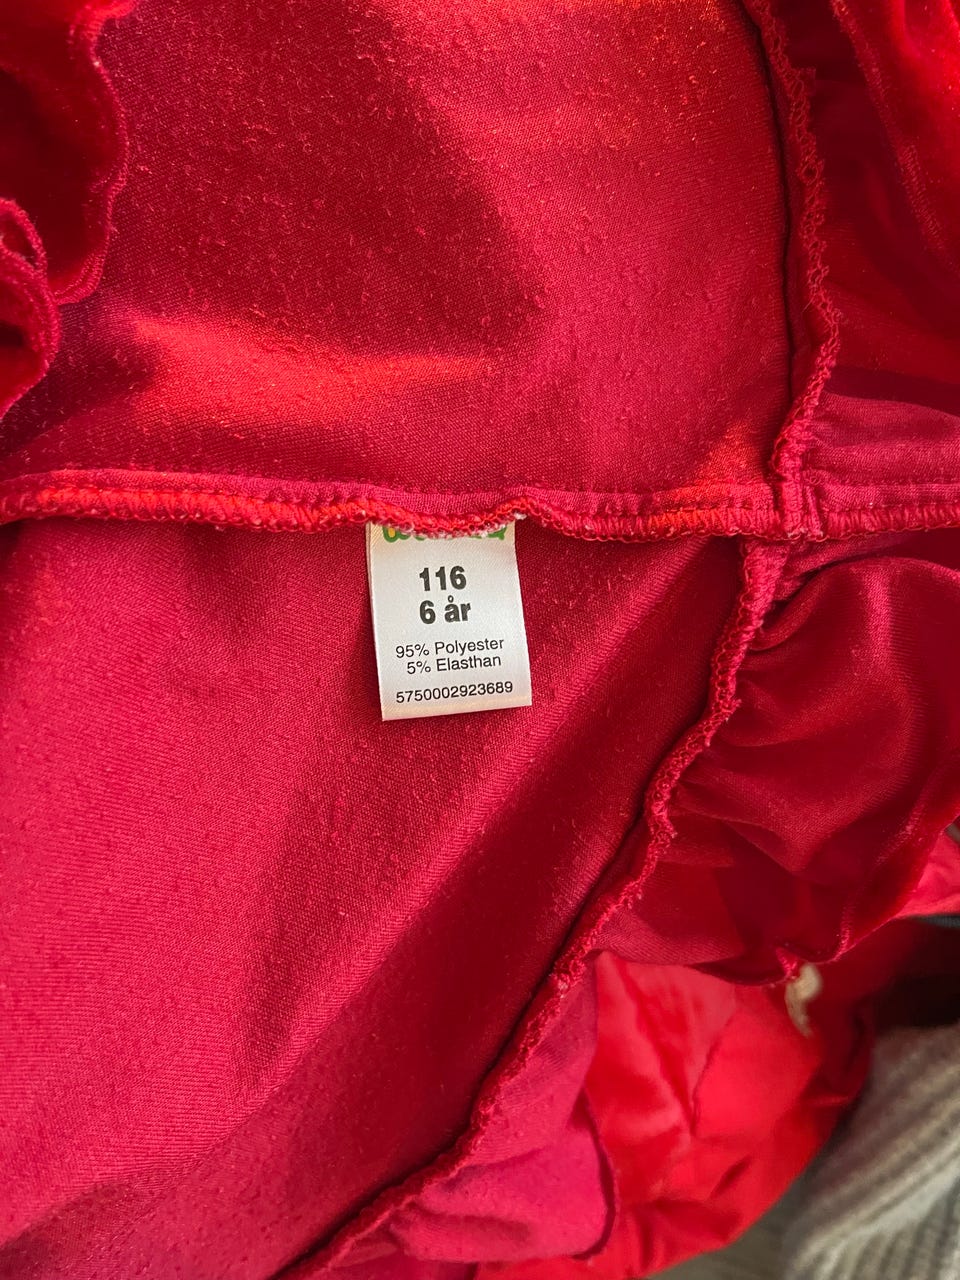 116
6 år
95% Polyester
5% Elasthan
5750002923689